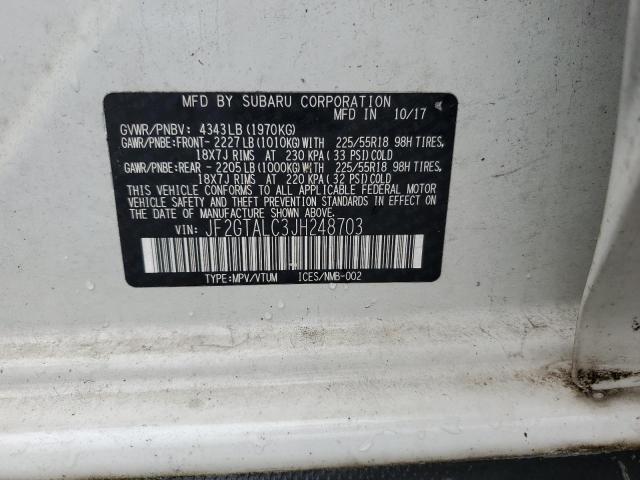 MFD BY SUBARU CORPORATION
MFD IN 10/17
GVWR/PNBV: 4343LB(1970KG)
GAWR/PNBE:FRONT- 2227LB(1010KG)WITH 225/55R18 98H TIRES,
18X7J RIMS AT 230 KPA(33 PSI)COLD
GAWR/PNBE:REAR - 2205LB(1000KG)WITH 225/55R18 98H TIRES,
18X7J RIMS AT 220 KPA(32 PSI)COLD
THIS VEHICLE CONFORMS TO ALL APPLICABLE FEDERAL MOTOR
VEHICLE SAFETY AND THEFT PREVENTION STANDARDS IN EFFECT
ON THE DATE OF MANUFACTURE SHOWN ABOVE.
VIN: JF2GTALC3JH248703
TYPE:MPV/VTUM ICES/NMB-002